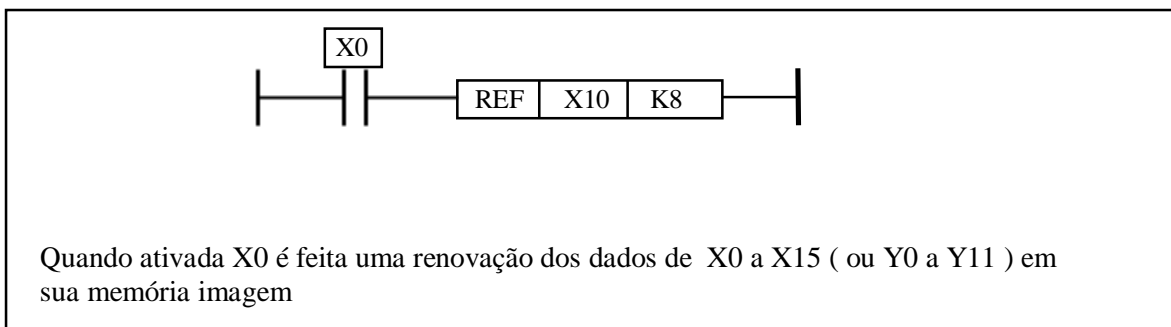 X0
REF X10 K8
Quando ativada X0 é feita uma renovação dos dados de X0 a X15 ( ou Y0 a Y11 ) em
sua memória imagem